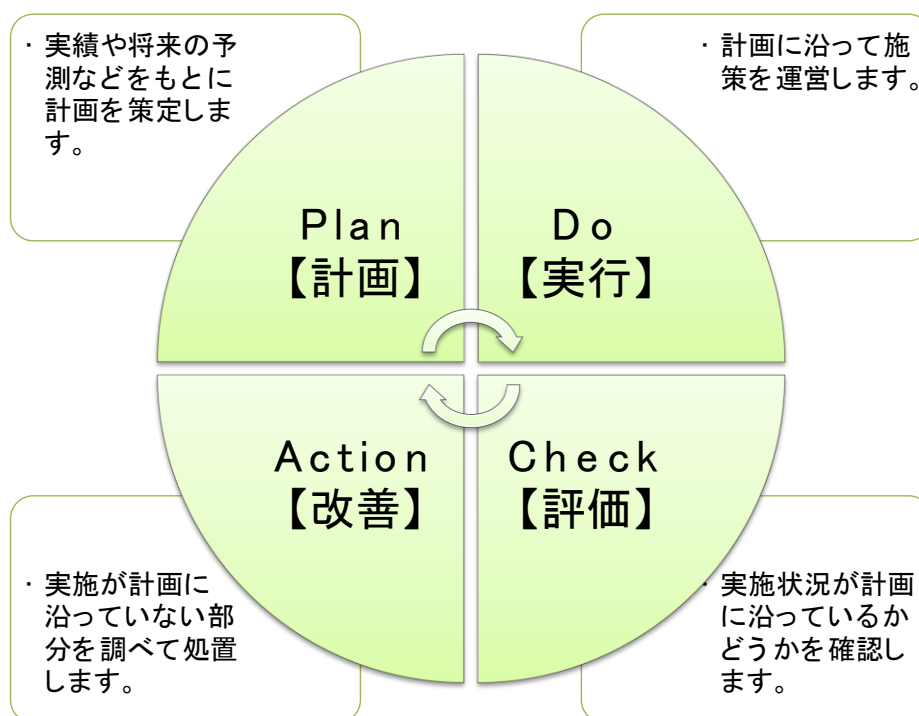 ・実績や将来の予
測などをもとに
計画を策定しま
す。
・計画に沿って施
策を運営します。
Plan
【計画】
Do
【実行】
Action
【改善】
Check
【評価】
・実施が計画に
沿っていない部
分を調べて処置
します。
・実施状況が計画
に沿っているか
どうかを確認し
ます。